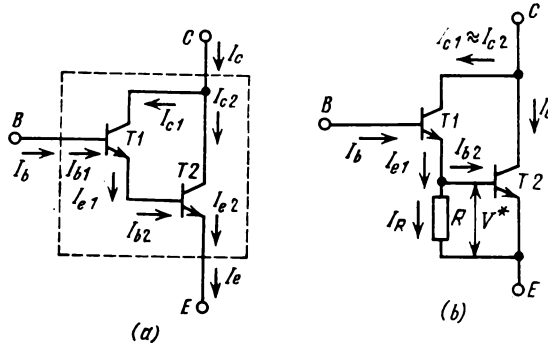 C
I_c
I_c1
I_c2
B
T1
I_b
I_b1
I_e1
T2
I_b2
I_e2
E
I_e
(a)
C
I_c1 ≈ I_c2
B
T1
I_b
I_b2
I_e1
T2
I_R
R
V*
E
(b)